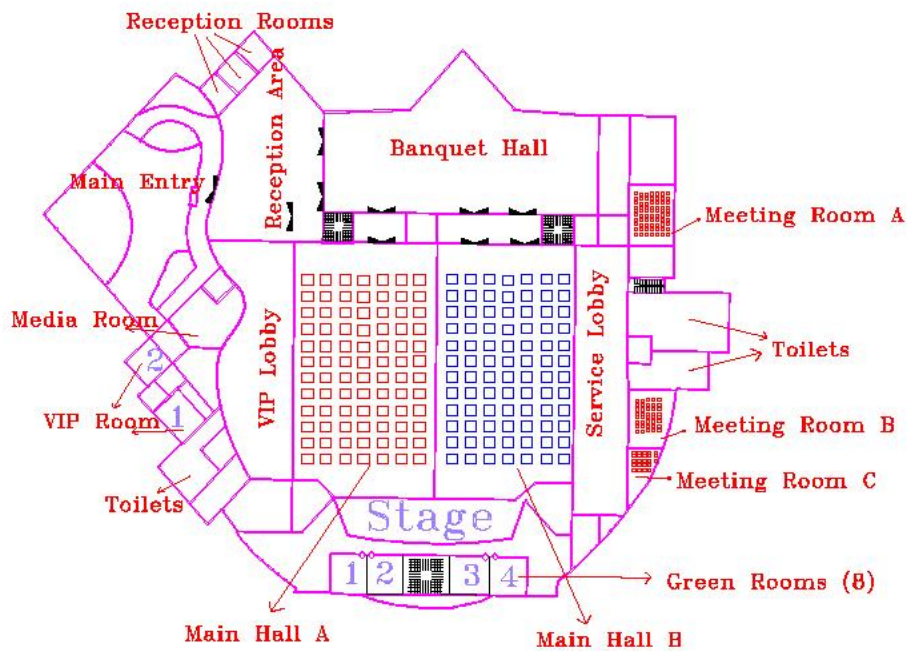 Reception Rooms
Reception Area
Banquet Hall
Main Entry
Meeting Room A
Media Room
VIP Lobby
Service Lobby
Toilets
2
VIP Room
1
Meeting Room B
Meeting Room C
Toilets
Stage
1
2
3
4
Green Rooms (8)
Main Hall A
Main Hall B